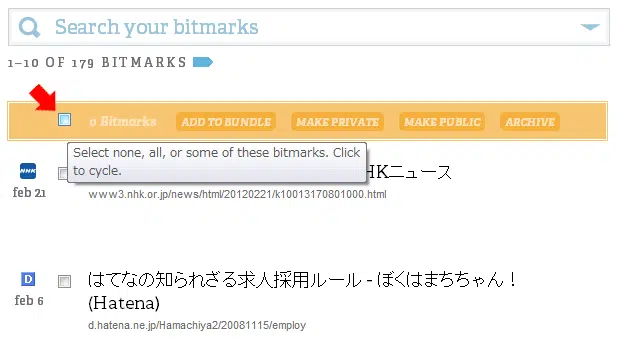 Search your bitmarks
1–10 OF 179 BITMARKS
0 Bitmarks ADD TO BUNDLE MAKE PRIVATE MAKE PUBLIC ARCHIVE
Select none, all, or some of these bitmarks. Click
to cycle.
NHK
HKニュース
feb 21
www3.nhk.or.jp/news/html/20120221/k10013170801000.html
D
はてなの知られざる求人採用ルール - ぼくはまちちゃん！
feb 6
(Hatena)
d.hatena.ne.jp/Hamachiya2/20081115/employ